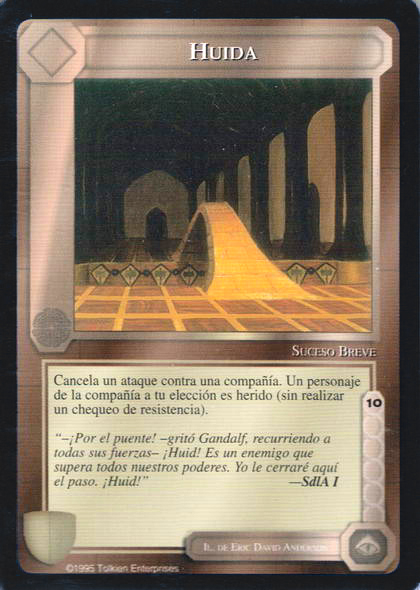 HUIDA
SUCESO BREVE
Cancela un ataque contra una compañía. Un personaje
de la compañía a tu elección es herido (sin realizar
un chequeo de resistencia).
“–¡Por el puente! –gritó Gandalf, recurriendo a
todas sus fuerzas– ¡Huid! Es un enemigo que
supera todos nuestros poderes. Yo le cerraré aquí
el paso. ¡Huid!” —SdlA I
10
IL. DE ERIC DAVID ANDERSON
©1995 Tolkien Enterprises